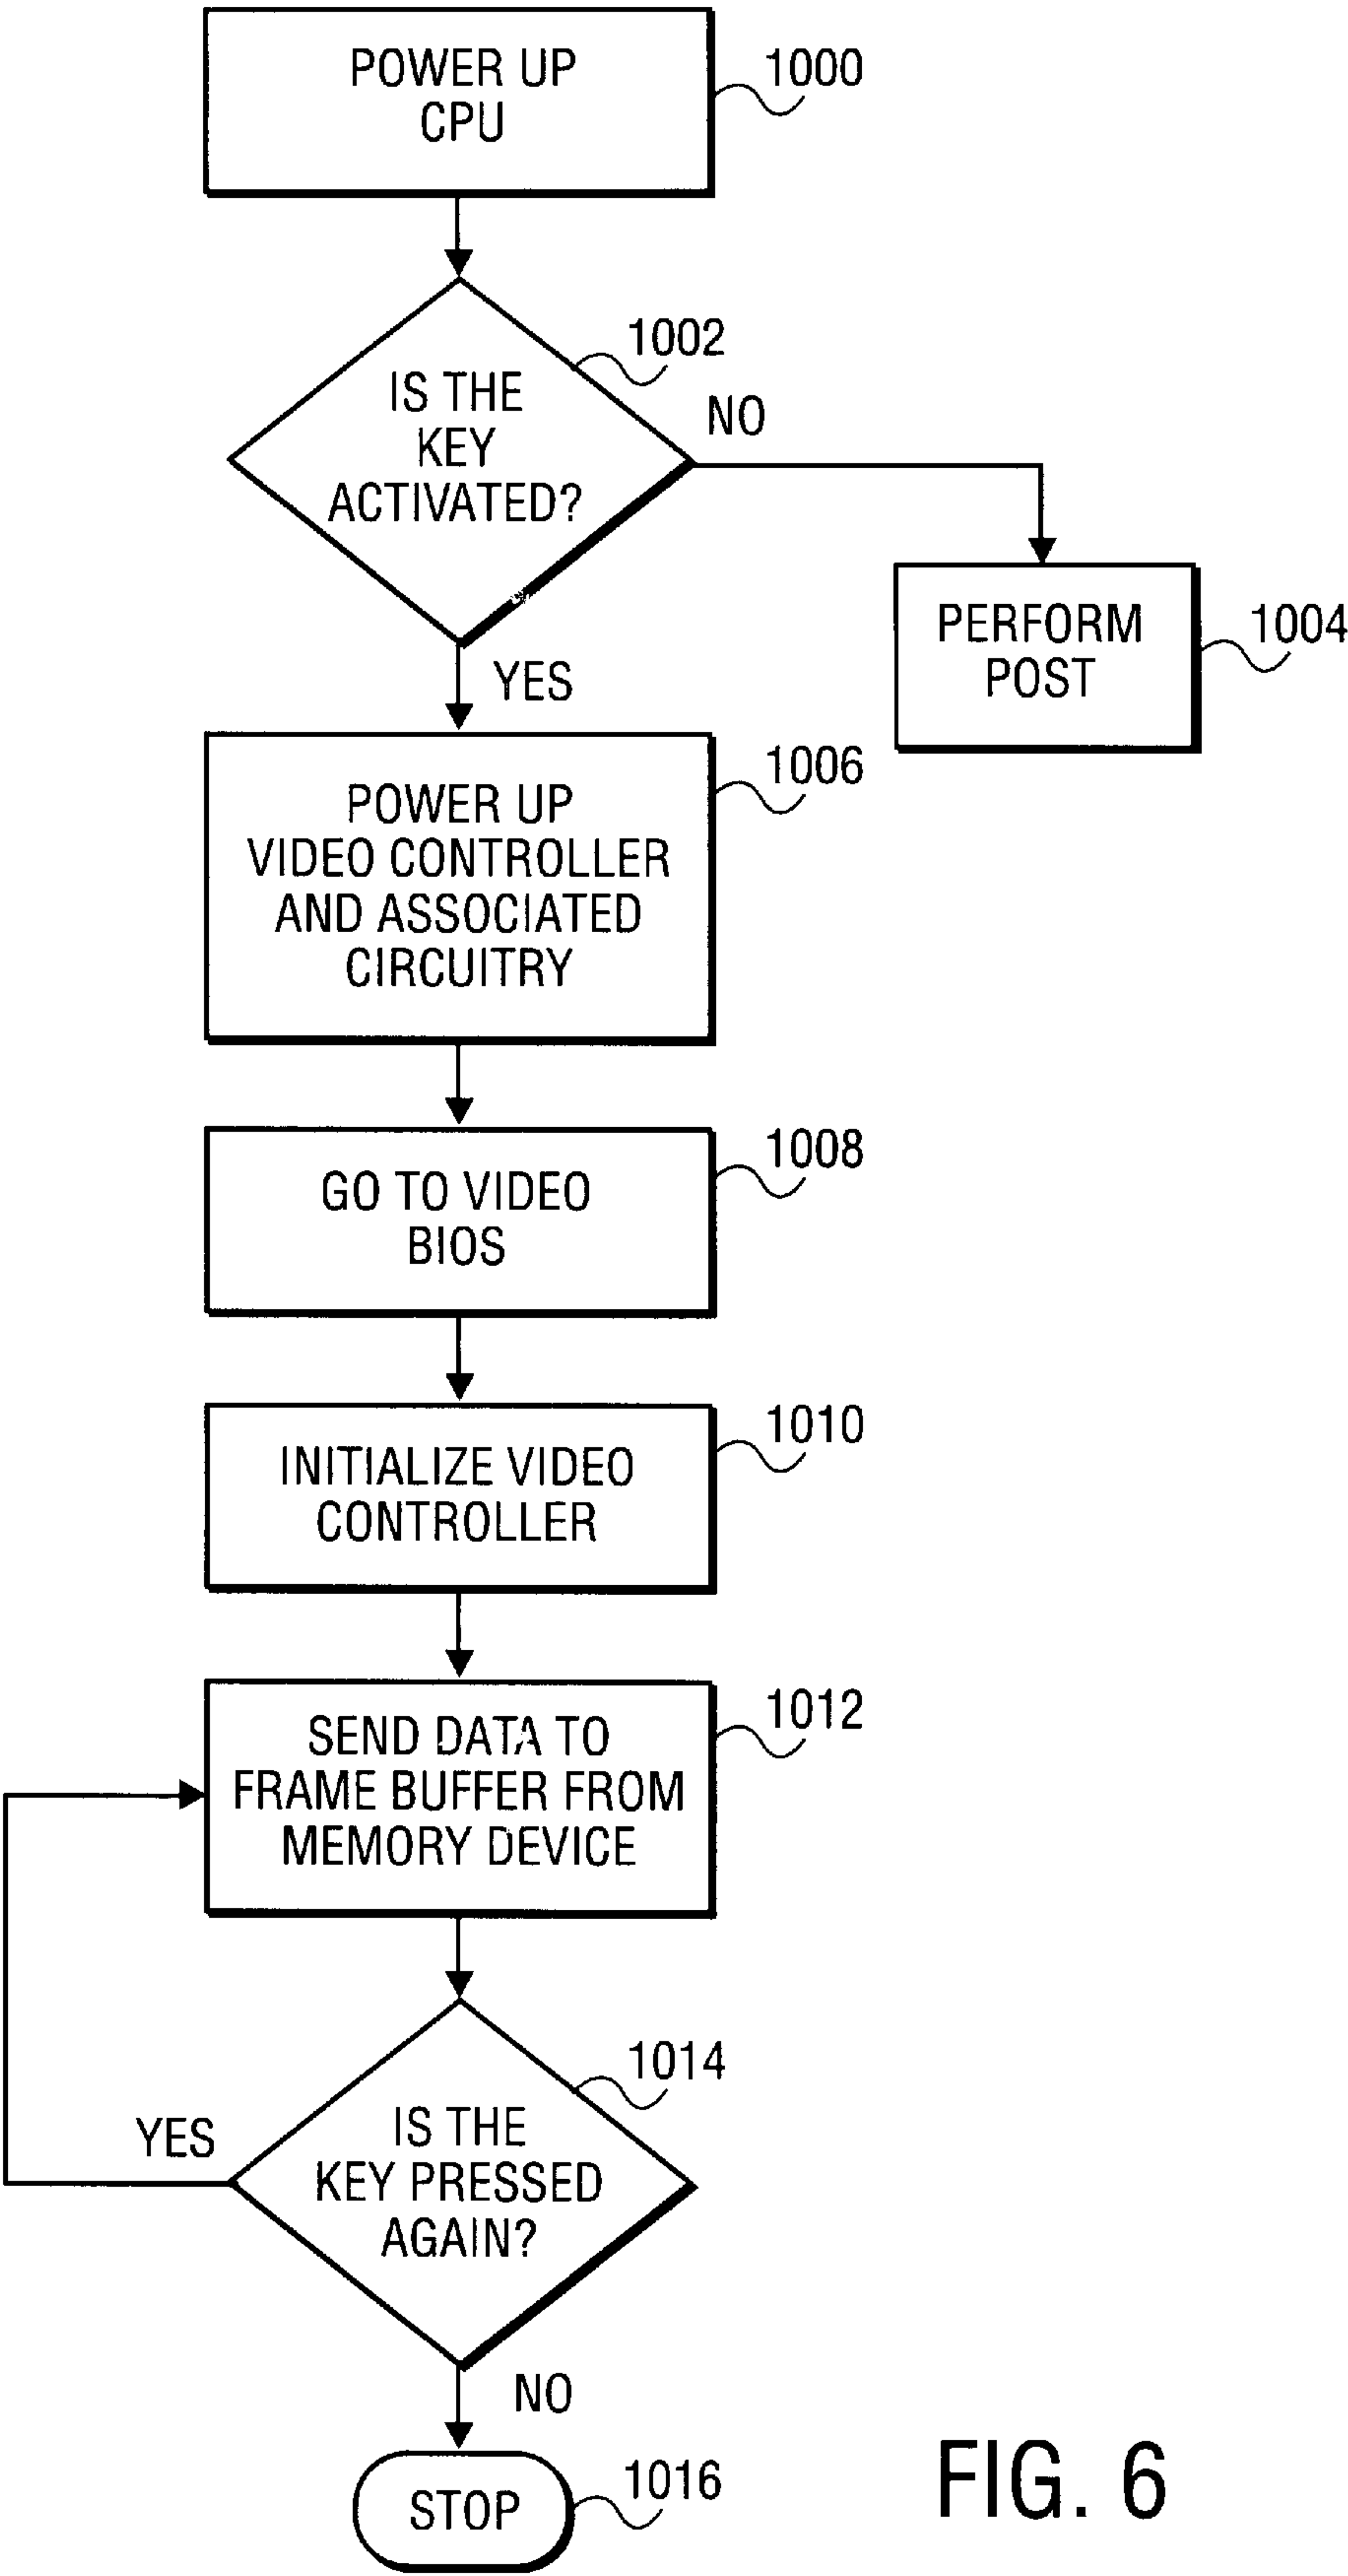 POWER UP
CPU
1000
1002
IS THE
KEY
ACTIVATED?
NO
PERFORM
POST
1004
YES
1006
POWER UP
VIDEO CONTROLLER
AND ASSOCIATED
CIRCUITRY
1008
GO TO VIDEO
BIOS
1010
INITIALIZE VIDEO
CONTROLLER
1012
SEND DATA TO
FRAME BUFFER FROM
MEMORY DEVICE
1014
IS THE
KEY PRESSED
AGAIN?
YES
NO
STOP
1016
FIG. 6